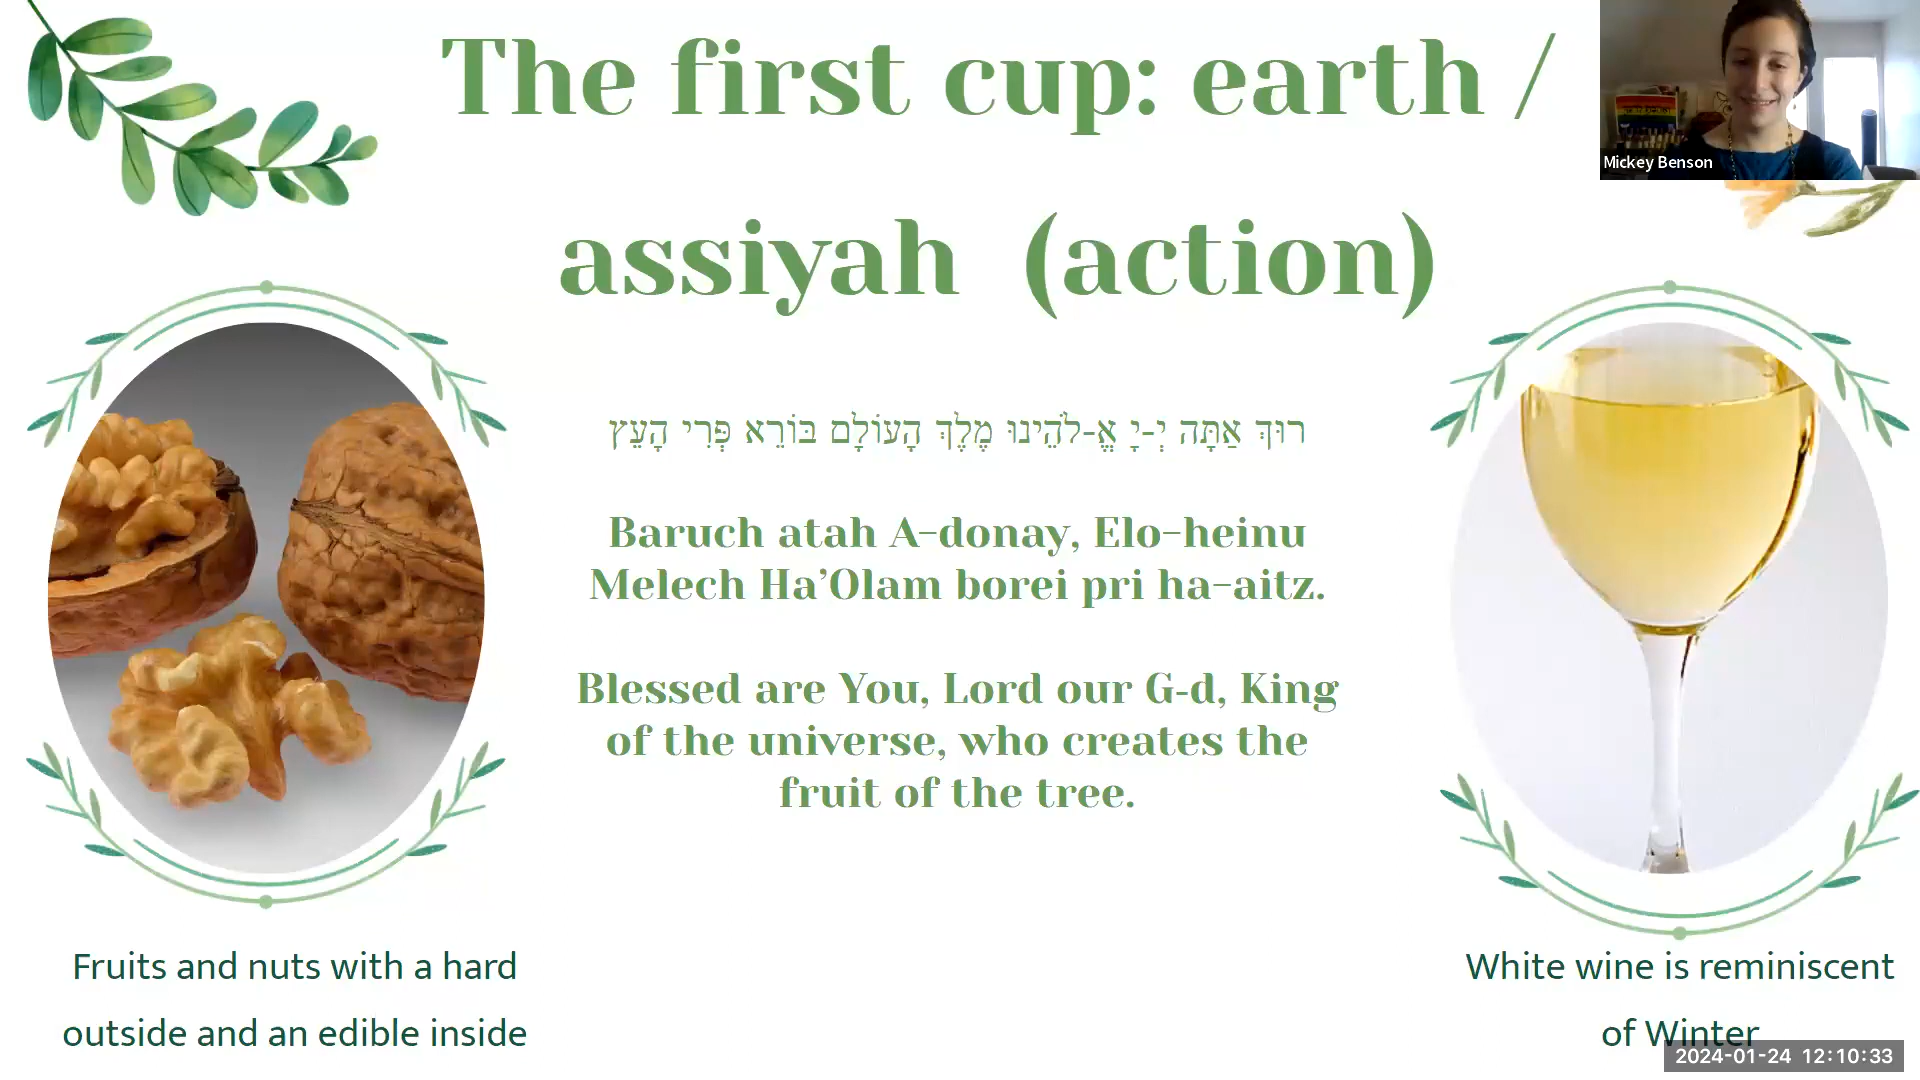 The first cup: earth /
assiyah (action)
Mickey Benson
רוּךְ אַתָּה יְ-יָ אֱ-לֹהֵינוּ מֶלֶךְ הָעוֹלָם בּוֹרֵא פְּרִי הָעֵץ
Baruch atah A-donay, Elo-heinu
Melech Ha’Olam borei pri ha-aitz.
Blessed are You, Lord our G-d, King
of the universe, who creates the
fruit of the tree.
Fruits and nuts with a hard
outside and an edible inside
White wine is reminiscent
of Winter
2024-01-24 12:10:33